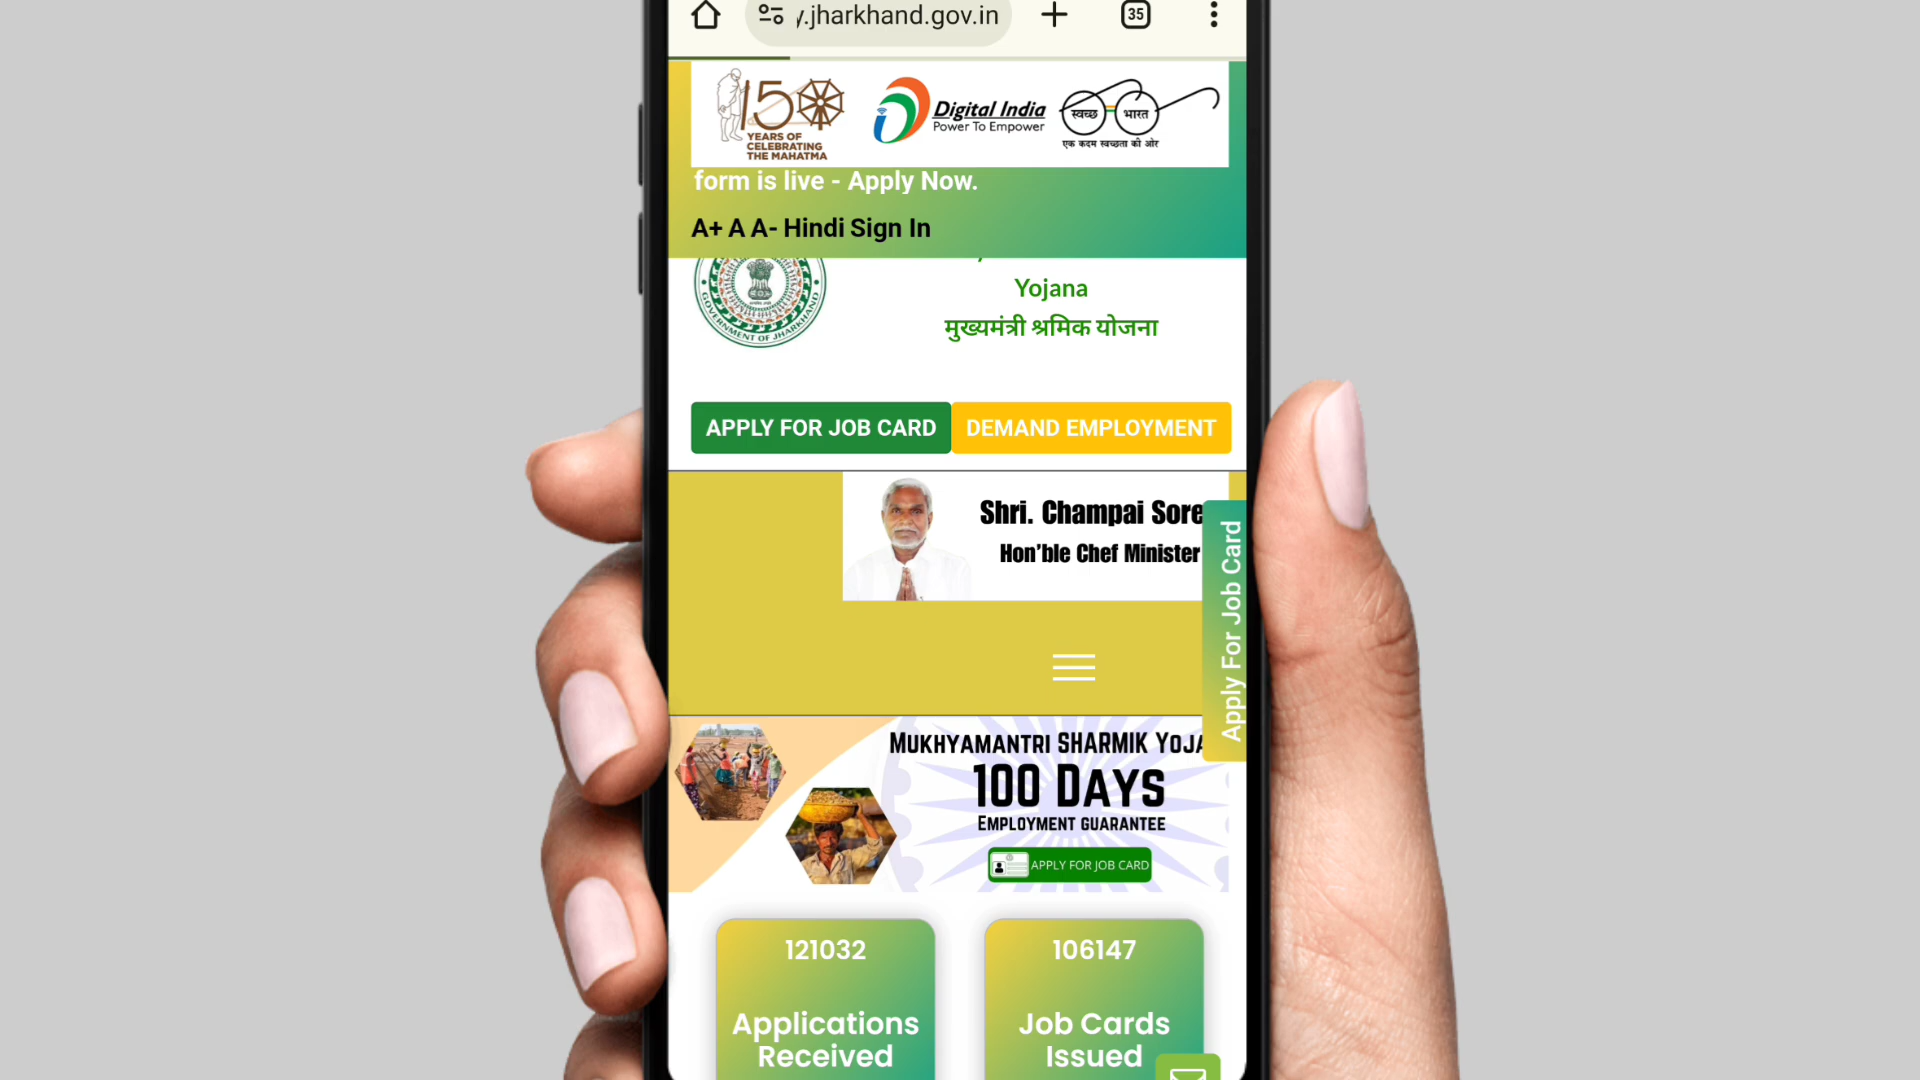 y.jharkhand.gov.in
35
150
YEARS OF
CELEBRATING
THE MAHATMA
Digital India
Power To Empower
स्वच्छ भारत
एक कदम स्वच्छता की ओर
form is live - Apply Now.
A+ A A- Hindi Sign In
GOVERNMENT OF JHARKHAND
Yojana
मुख्यमंत्री श्रमिक योजना
APPLY FOR JOB CARD
DEMAND EMPLOYMENT
Shri. Champai Sore
Hon'ble Chef Minister
Apply For Job Card
MUKHYAMANTRI SHARMIK YOJA
100 DAYS
EMPLOYMENT GUARANTEE
APPLY FOR JOB CARD
121032
Applications
Received
106147
Job Cards
Issued